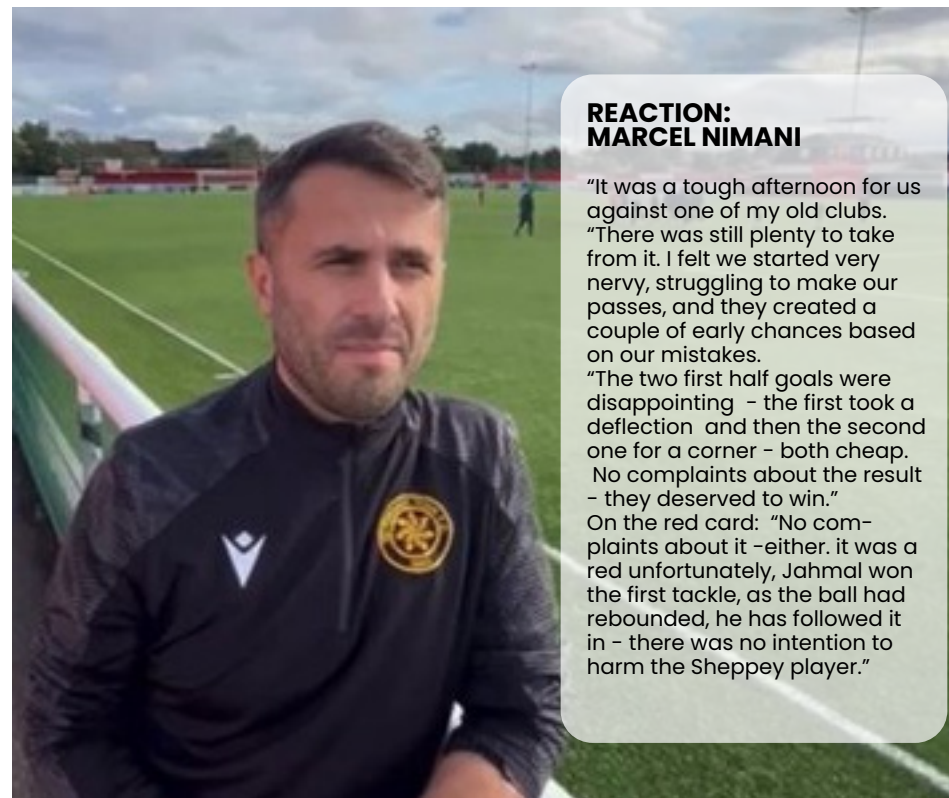 REACTION:
MARCEL NIMANI
“It was a tough afternoon for us
against one of my old clubs.
“There was still plenty to take
from it. I felt we started very
nervy, struggling to make our
passes, and they created a
couple of early chances based
on our mistakes.
“The two first half goals were
disappointing  - the first took a
deflection  and then the second
one for a corner - both cheap.
No complaints about the result
- they deserved to win.”
On the red card:  “No com-
plaints about it -either. it was a
red unfortunately, Jahmal won
the first tackle, as the ball had
rebounded, he has followed it
in - there was no intention to
harm the Sheppey player.”